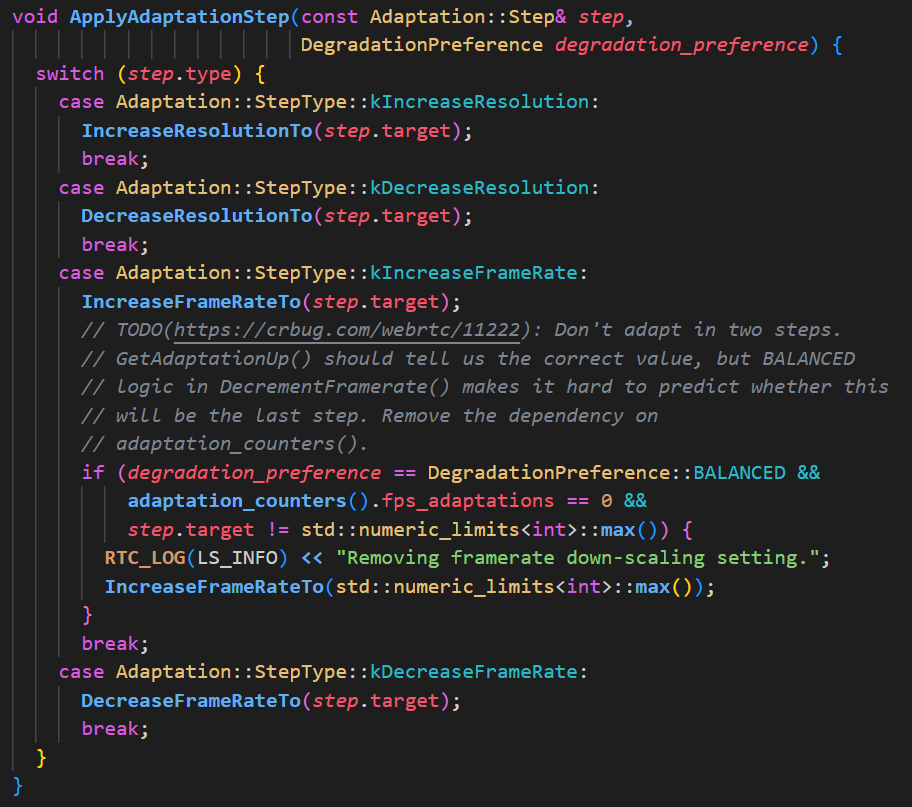 void ApplyAdaptationStep(const Adaptation::Step& step,
                         DegradationPreference degradation_preference) {
  switch (step.type) {
    case Adaptation::StepType::kIncreaseResolution:
      IncreaseResolutionTo(step.target);
      break;
    case Adaptation::StepType::kDecreaseResolution:
      DecreaseResolutionTo(step.target);
      break;
    case Adaptation::StepType::kIncreaseFrameRate:
      IncreaseFrameRateTo(step.target);
      // TODO(https://crbug.com/webrtc/11222): Don't adapt in two steps.
      // GetAdaptationUp() should tell us the correct value, but BALANCED
      // logic in DecrementFramerate() makes it hard to predict whether this
      // will be the last step. Remove the dependency on
      // adaptation_counters().
      if (degradation_preference == DegradationPreference::BALANCED &&
          adaptation_counters().fps_adaptations == 0 &&
          step.target != std::numeric_limits<int>::max()) {
        RTC_LOG(LS_INFO) << "Removing framerate down-scaling setting.";
        IncreaseFrameRateTo(std::numeric_limits<int>::max());
      }
      break;
    case Adaptation::StepType::kDecreaseFrameRate:
      DecreaseFrameRateTo(step.target);
      break;
  }
}